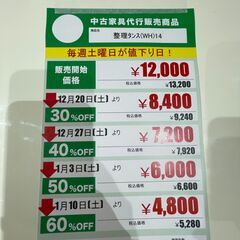 中古家具代行販売商品
商品名
整理タンス(WH)14
毎週土曜日が値下り日！
販売開始価格
￥12,000
税込価格
￥13,200
12月20日(土)より
30%OFF
￥8,400
税込価格
￥9,240
12月27日(土)より
40%OFF
￥7,200
税込価格
￥7,920
1月3日(土)より
50%OFF
￥6,000
税込価格
￥6,600
1月10日(土)より
60%OFF
￥4,800
税込価格
￥5,280